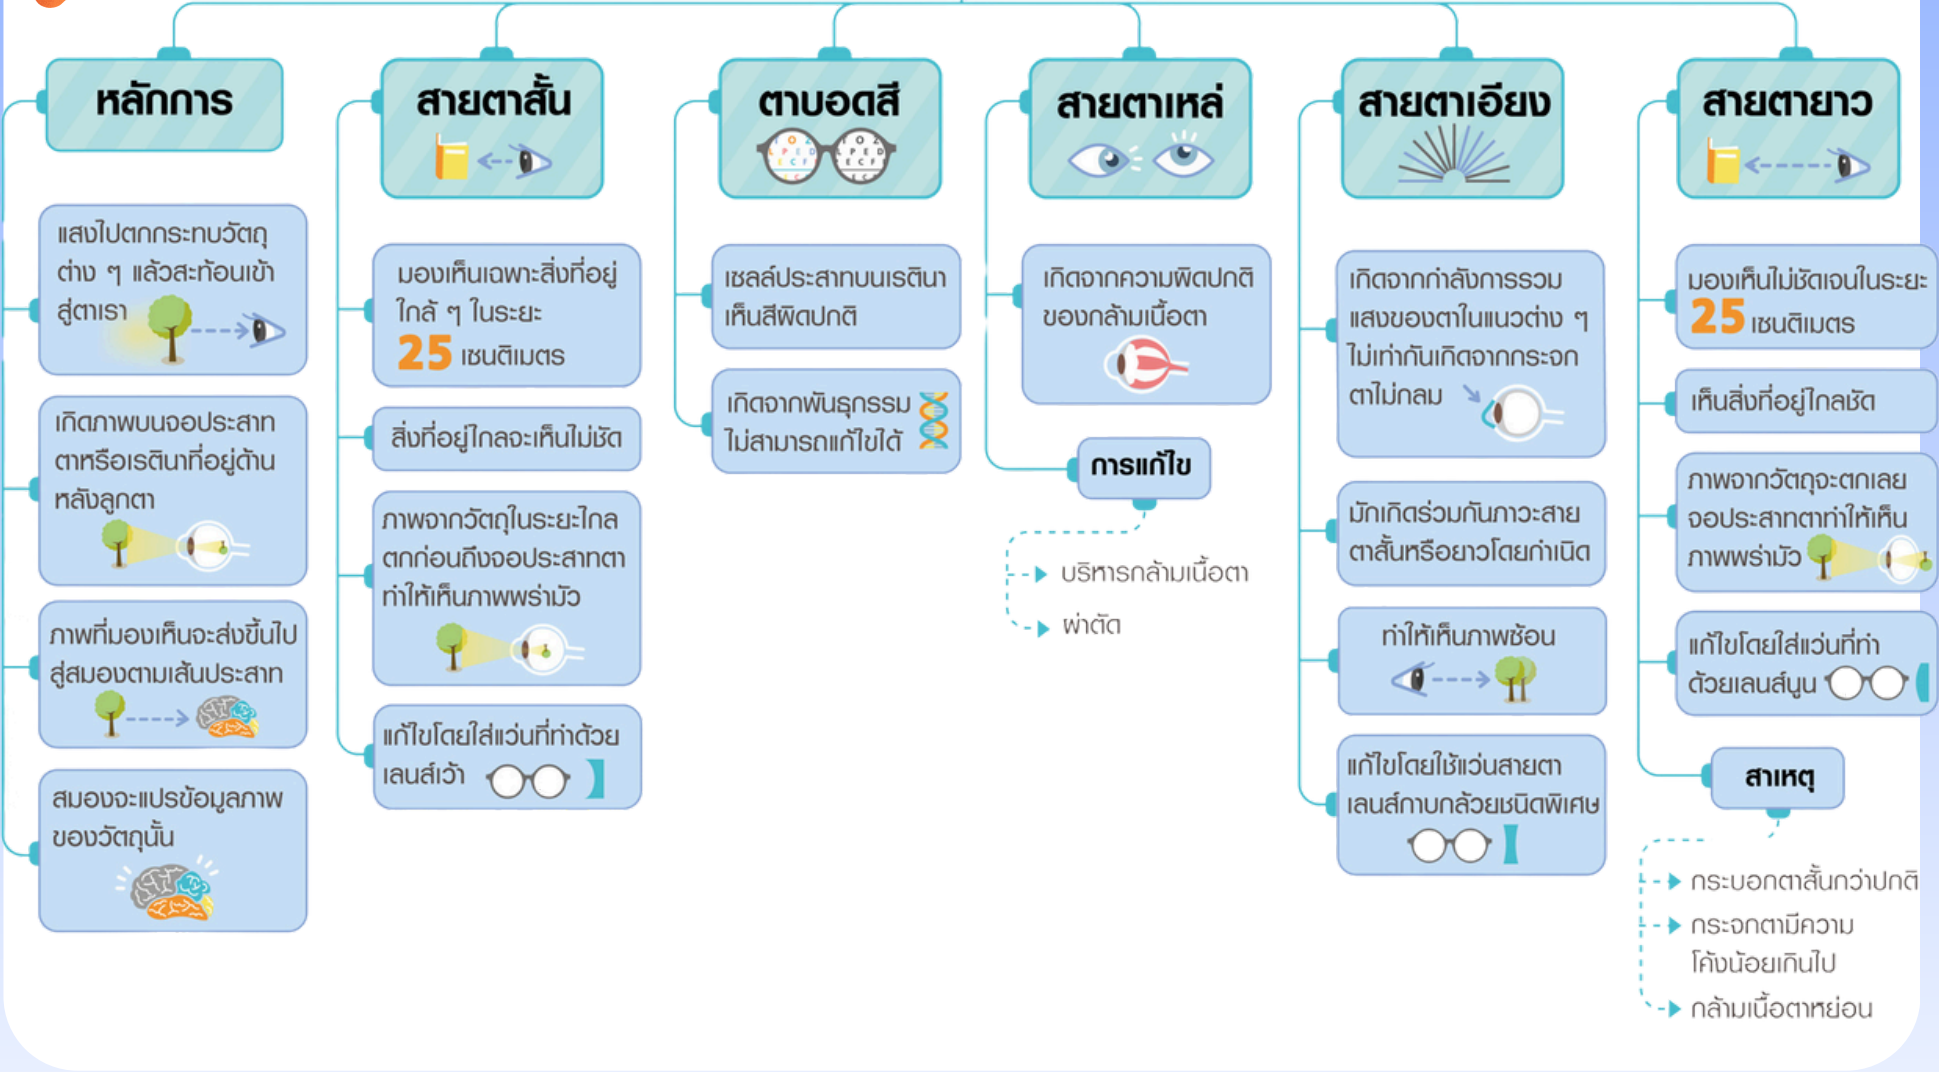 หลักการ
แสงไปตกกระทบวัตถุ
ต่าง ๆ แล้วสะท้อนเข้า
สู่ตาเรา
เกิดภาพบนจอประสาท
ตาหรือเรตินาที่อยู่ด้าน
หลังลูกตา
ภาพที่มองเห็นจะส่งขึ้นไป
สู่สมองตามเส้นประสาท
สมองจะแปรข้อมูลภาพ
ของวัตถุนั้น
สายตาสั้น
มองเห็นเฉพาะสิ่งที่อยู่
ใกล้ ๆ ในระยะ
25 เซนติเมตร
สิ่งที่อยู่ไกลจะเห็นไม่ชัด
ภาพจากวัตถุในระยะไกล
ตกก่อนถึงจอประสาทตา
ทำให้เห็นภาพพร่ามัว
แก้ไขโดยใส่แว่นที่ทำด้วย
เลนส์เว้า
ตาบอดสี
เซลล์ประสาทบนเรตินา
เห็นสีผิดปกติ
เกิดจากพันธุกรรม
ไม่สามารถแก้ไขได้
สายตาเหล่
เกิดจากความผิดปกติ
ของกล้ามเนื้อตา
การแก้ไข
บริหารกล้ามเนื้อตา
ผ่าตัด
สายตาเอียง
เกิดจากกำลังการรวม
แสงของตาในแนวต่าง ๆ
ไม่เท่ากันเกิดจากกระจก
ตาไม่กลม
มักเกิดร่วมกันภาวะสาย
ตาสั้นหรือยาวโดยกำเนิด
ทำให้เห็นภาพซ้อน
แก้ไขโดยใช้แว่นสายตา
เลนส์กาบกล้วยชนิดพิเศษ
สายตายาว
มองเห็นไม่ชัดเจนในระยะ
25 เซนติเมตร
เห็นสิ่งที่อยู่ไกลชัด
ภาพจากวัตถุจะตกเลย
จอประสาทตาทำให้เห็น
ภาพพร่ามัว
แก้ไขโดยใส่แว่นที่ทำ
ด้วยเลนส์นูน
สาเหตุ
กระบอกตาสั้นกว่าปกติ
กระจกตามีความ
โค้งน้อยเกินไป
กล้ามเนื้อตาหย่อน